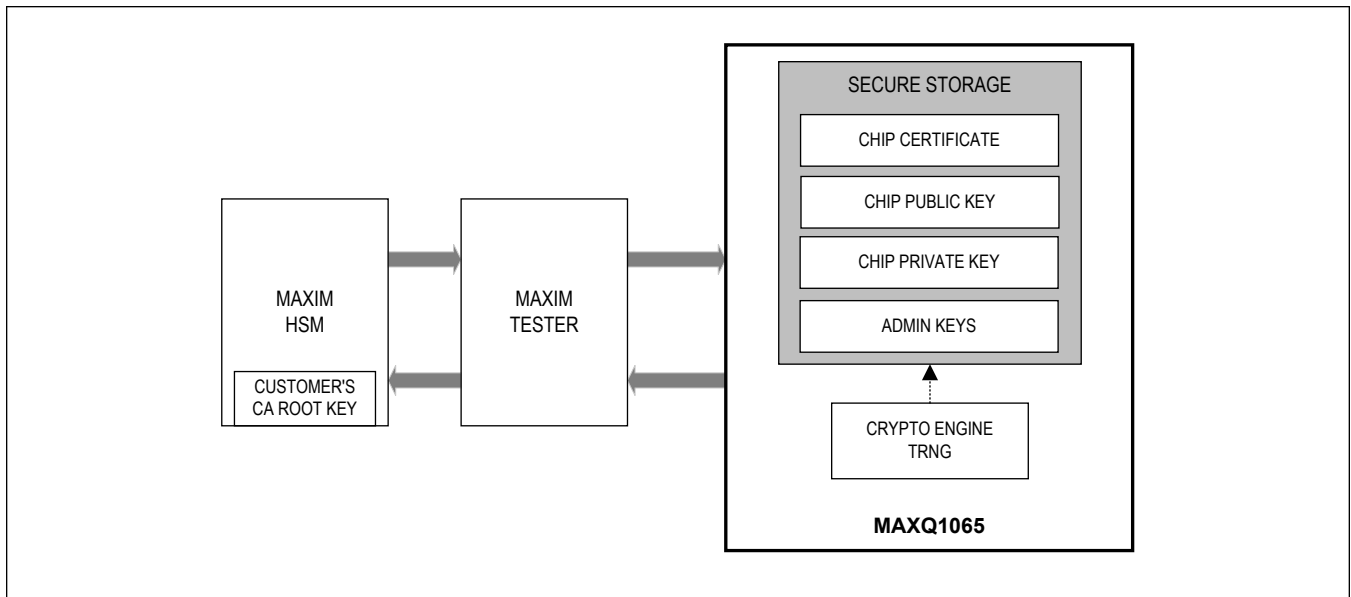 MAXIM
HSM
CUSTOMER'S
CA ROOT KEY
MAXIM
TESTER
SECURE STORAGE
CHIP CERTIFICATE
CHIP PUBLIC KEY
CHIP PRIVATE KEY
ADMIN KEYS
CRYPTO ENGINE
TRNG
MAXQ1065